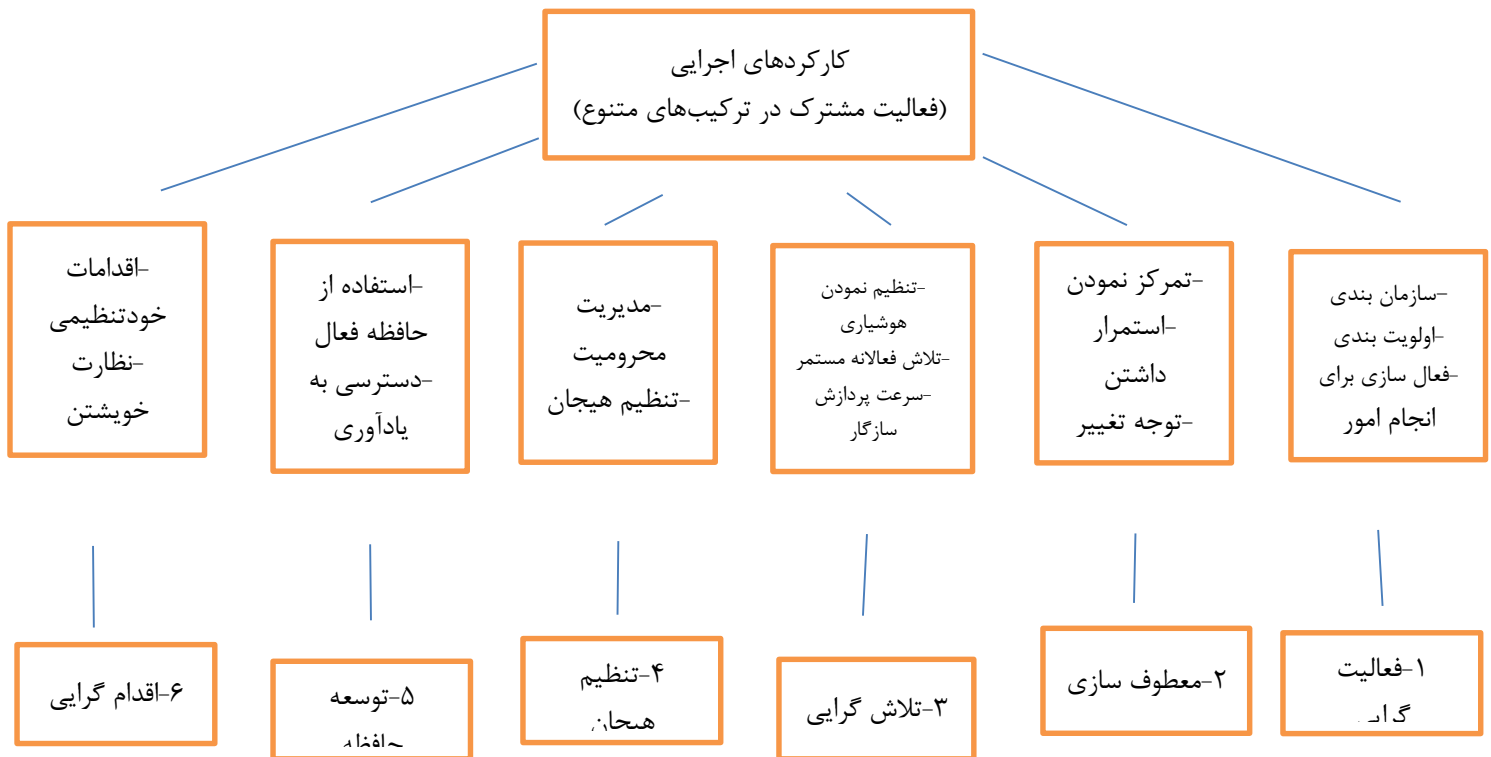 کارکردهای اجرایی
(فعالیت مشترک در ترکیب‌های متنوع)
-سازمان بندی
-اولویت بندی
-فعال سازی برای
انجام امور
-تمرکز نمودن
-استمرار
داشتن
-توجه تغییر
-تنظیم نمودن
هوشیاری
-تلاش فعالانه مستمر
-سرعت پردازش
سازگار
-مدیریت
محرومیت
-تنظیم هیجان
-استفاده از
حافظه فعال
-دسترسی به
یادآوری
-اقدامات
خودتنظیمی
-نظارت
خویشتن
۱-فعالیت
گرایی
۲-معطوف سازی
۳-تلاش گرایی
۴-تنظیم
هیجان
۵-توسعه
حافظه
۶-اقدام گرایی